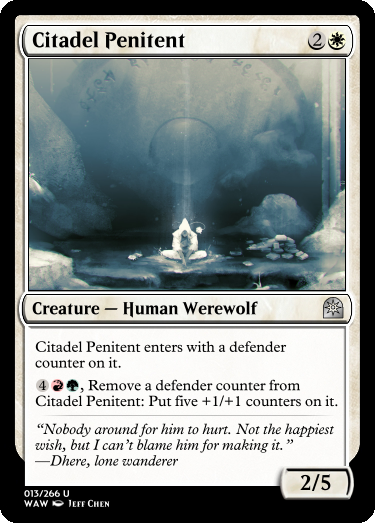 Citadel Penitent 2
Creature — Human Werewolf
Citadel Penitent enters with a defender
counter on it.
4, Remove a defender counter from
Citadel Penitent: Put five +1/+1 counters on it.
“Nobody around for him to hurt. Not the happiest
wish, but I can’t blame him for making it.”
—Dhere, lone wanderer
2/5
013/266 U
WAW Jeff Chen